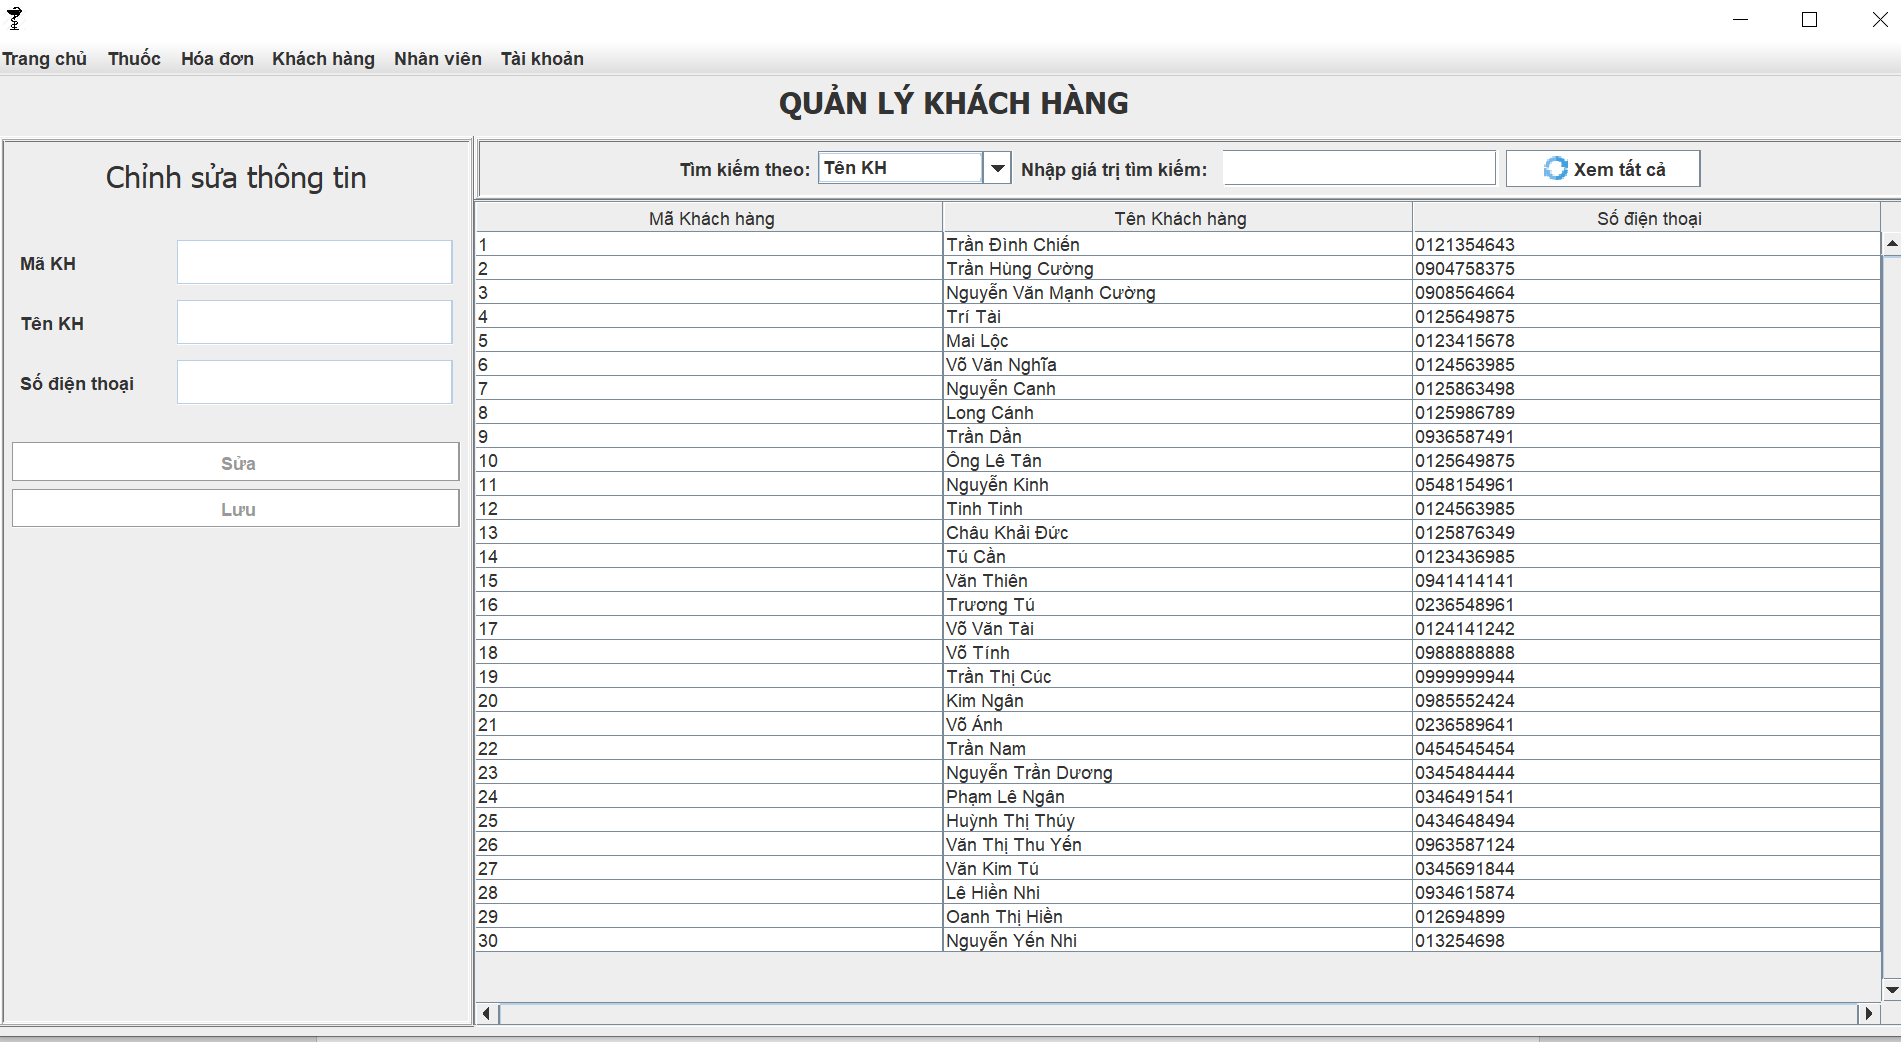 Trang chủ Thuốc Hóa đơn Khách hàng Nhân viên Tài khoản
QUẢN LÝ KHÁCH HÀNG
Chỉnh sửa thông tin
Mã KH
Tên KH
Số điện thoại
Sửa
Lưu
Tìm kiếm theo: Tên KH Nhập giá trị tìm kiếm: Xem tất cả
Mã Khách hàng Tên Khách hàng Số điện thoại
1 Trần Đình Chiến 0121354643
2 Trần Hùng Cường 0904758375
3 Nguyễn Văn Mạnh Cường 0908564664
4 Trí Tài 0125649875
5 Mai Lộc 0123415678
6 Võ Văn Nghĩa 0124563985
7 Nguyễn Canh 0125863498
8 Long Cánh 0125986789
9 Trần Dần 0936587491
10 Ông Lê Tân 0125649875
11 Nguyễn Kinh 0548154961
12 Tinh Tinh 0124563985
13 Châu Khải Đức 0125876349
14 Tú Cần 0123436985
15 Văn Thiên 0941414141
16 Trương Tú 0236548961
17 Võ Văn Tài 0124141242
18 Võ Tính 0988888888
19 Trần Thị Cúc 0999999944
20 Kim Ngân 0985552424
21 Võ Ánh 0236589641
22 Trần Nam 0454545454
23 Nguyễn Trần Dương 0345484444
24 Phạm Lê Ngân 0346491541
25 Huỳnh Thị Thúy 0434648494
26 Văn Thị Thu Yến 0963587124
27 Văn Kim Tú 0345691844
28 Lê Hiền Nhi 0934615874
29 Oanh Thị Hiền 012694899
30 Nguyễn Yến Nhi 013254698